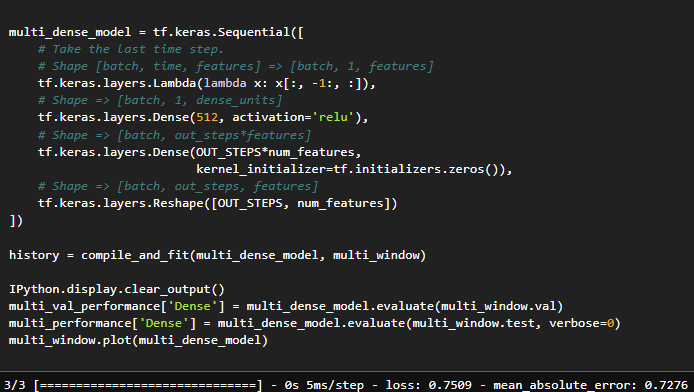 multi_dense_model = tf.keras.Sequential([
    # Take the last time step.
    # Shape [batch, time, features] => [batch, 1, features]
    tf.keras.layers.Lambda(lambda x: x[:, -1:, :]),
    # Shape => [batch, 1, dense_units]
    tf.keras.layers.Dense(512, activation='relu'),
    # Shape => [batch, out_steps*features]
    tf.keras.layers.Dense(OUT_STEPS*num_features,
                          kernel_initializer=tf.initializers.zeros()),
    # Shape => [batch, out_steps, features]
    tf.keras.layers.Reshape([OUT_STEPS, num_features])
])
history = compile_and_fit(multi_dense_model, multi_window)
IPython.display.clear_output()
multi_val_performance['Dense'] = multi_dense_model.evaluate(multi_window.val)
multi_performance['Dense'] = multi_dense_model.evaluate(multi_window.test, verbose=0)
multi_window.plot(multi_dense_model)
3/3 [==============================] - 0s 5ms/step - loss: 0.7509 - mean_absolute_error: 0.7276